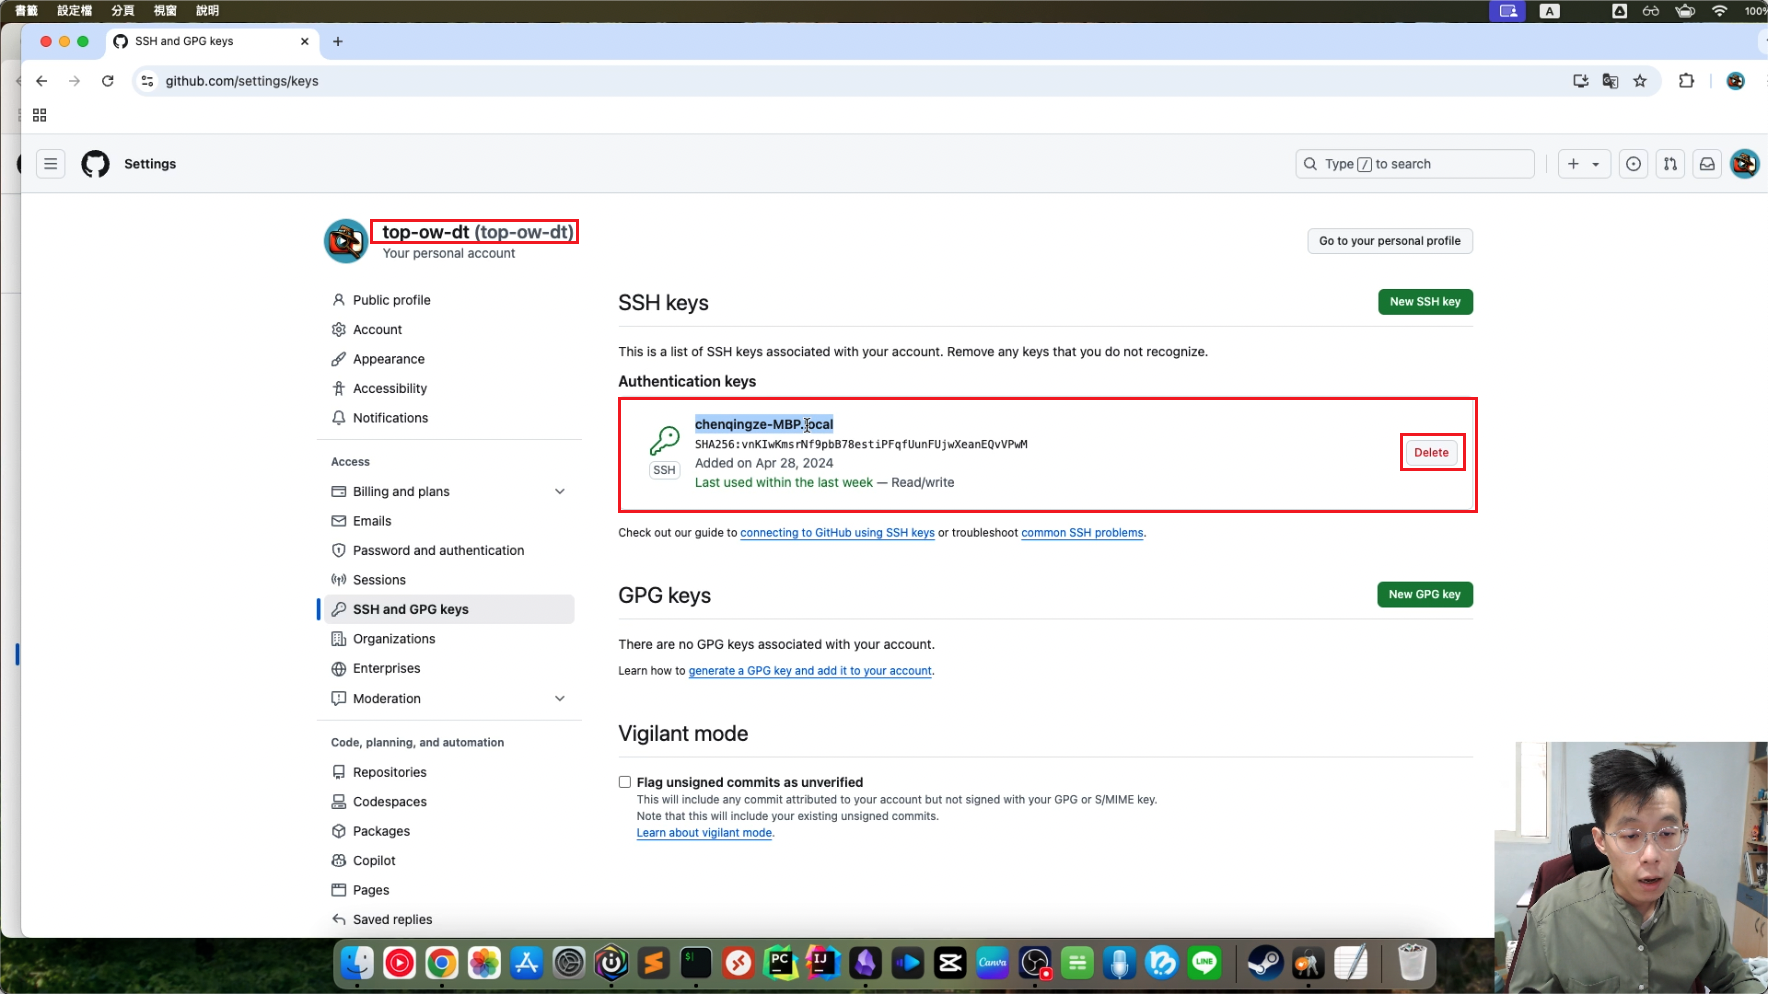 書籤 設定檔 分頁 視窗 說明
A
100%
SSH and GPG keys
github.com/settings/keys
Settings
Type / to search
top-ow-dt (top-ow-dt)
Your personal account
Go to your personal profile
Public profile
Account
Appearance
Accessibility
Notifications
Access
Billing and plans
Emails
Password and authentication
Sessions
SSH and GPG keys
Organizations
Enterprises
Moderation
Code, planning, and automation
Repositories
Codespaces
Packages
Copilot
Pages
Saved replies
SSH keys
New SSH key
This is a list of SSH keys associated with your account. Remove any keys that you do not recognize.
Authentication keys
chenqingze-MBP.local
SHA256:vnKIwKmsrNf9pbB78estiPFqfUunFUjwXeanEQvVPwM
SSH
Added on Apr 28, 2024
Last used within the last week — Read/write
Delete
Check out our guide to connecting to GitHub using SSH keys or troubleshoot common SSH problems.
GPG keys
New GPG key
There are no GPG keys associated with your account.
Learn how to generate a GPG key and add it to your account.
Vigilant mode
Flag unsigned commits as unverified
This will include any commit attributed to your account but not signed with your GPG or S/MIME key.
Note that this will include your existing unsigned commits.
Learn about vigilant mode.
PC
IJ
Canva
LINE